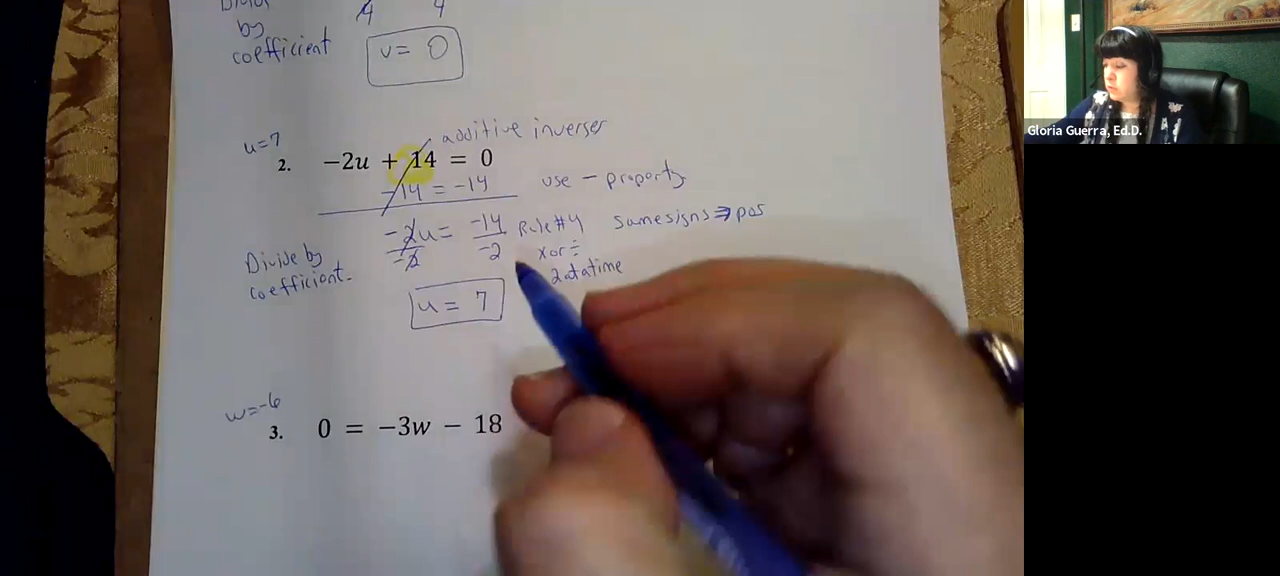 by
4 4
coefficient
v = 0
u=7
additive inverses
2. −2u + 14 = 0
-14 = -14
use - property
-2u = -14
-2 -2
Rule #4
same signs ⇒ pos
x or ÷
2 at a time
Divide by
coefficient.
u = 7
w=-6
3. 0 = −3w − 18
Gloria Guerra, Ed.D.